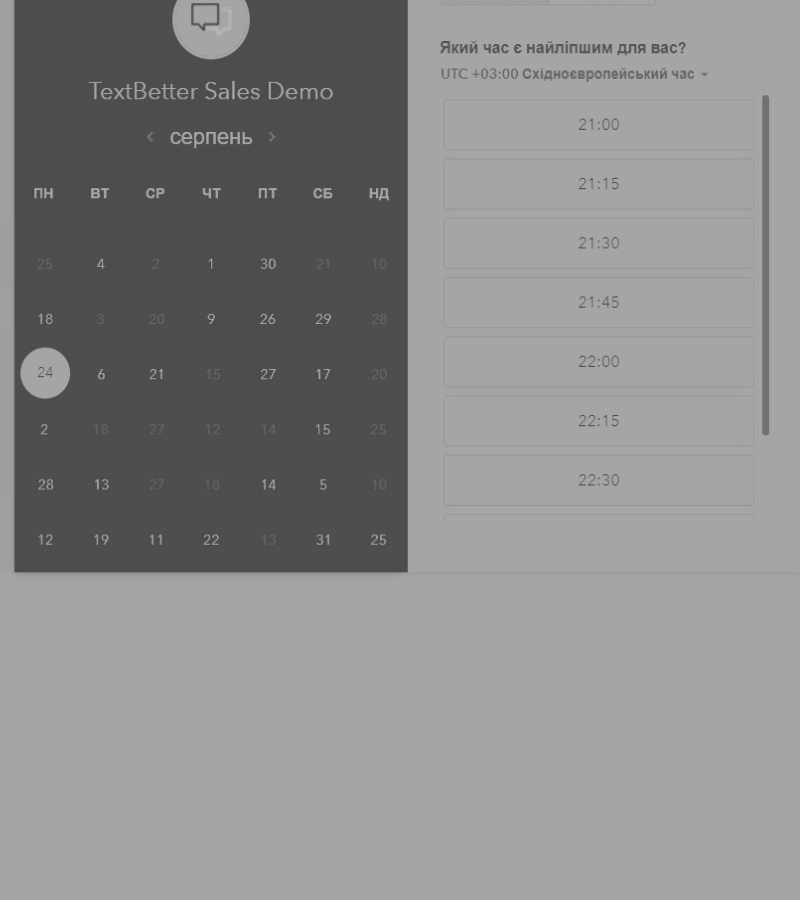 TextBetter Sales Demo
серпень
ПН ВТ СР ЧТ ПТ СБ НД
25 4 2 1 30 21 10
18 3 20 9 26 29 28
24 6 21 15 27 17 20
2 18 27 12 14 15 25
28 13 27 18 14 5 10
12 19 11 22 13 31 25
Який час є найліпшим для вас?
UTC +03:00 Східноєвропейський час
21:00
21:15
21:30
21:45
22:00
22:15
22:30